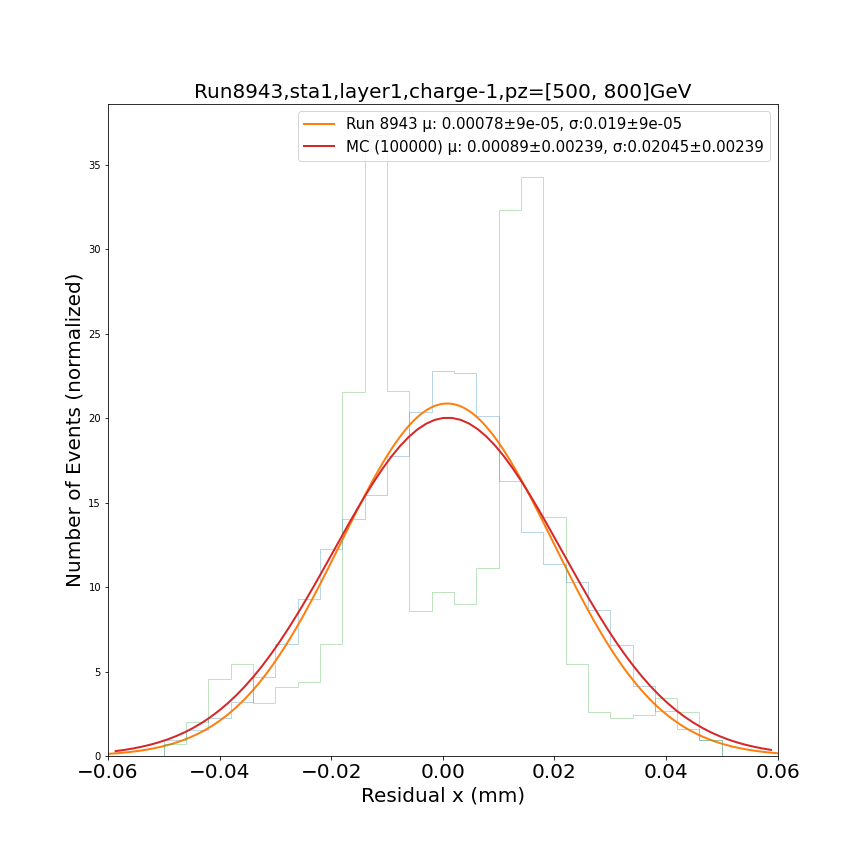 Run8943,sta1,layer1,charge-1,pz=[500, 800]GeV
Run 8943 μ: 0.00078±9e-05, σ:0.019±9e-05
MC (100000) μ: 0.00089±0.00239, σ:0.02045±0.00239
Number of Events (normalized)
35
30
25
20
15
10
5
0
−0.06 −0.04 −0.02 0.00 0.02 0.04 0.06
Residual x (mm)